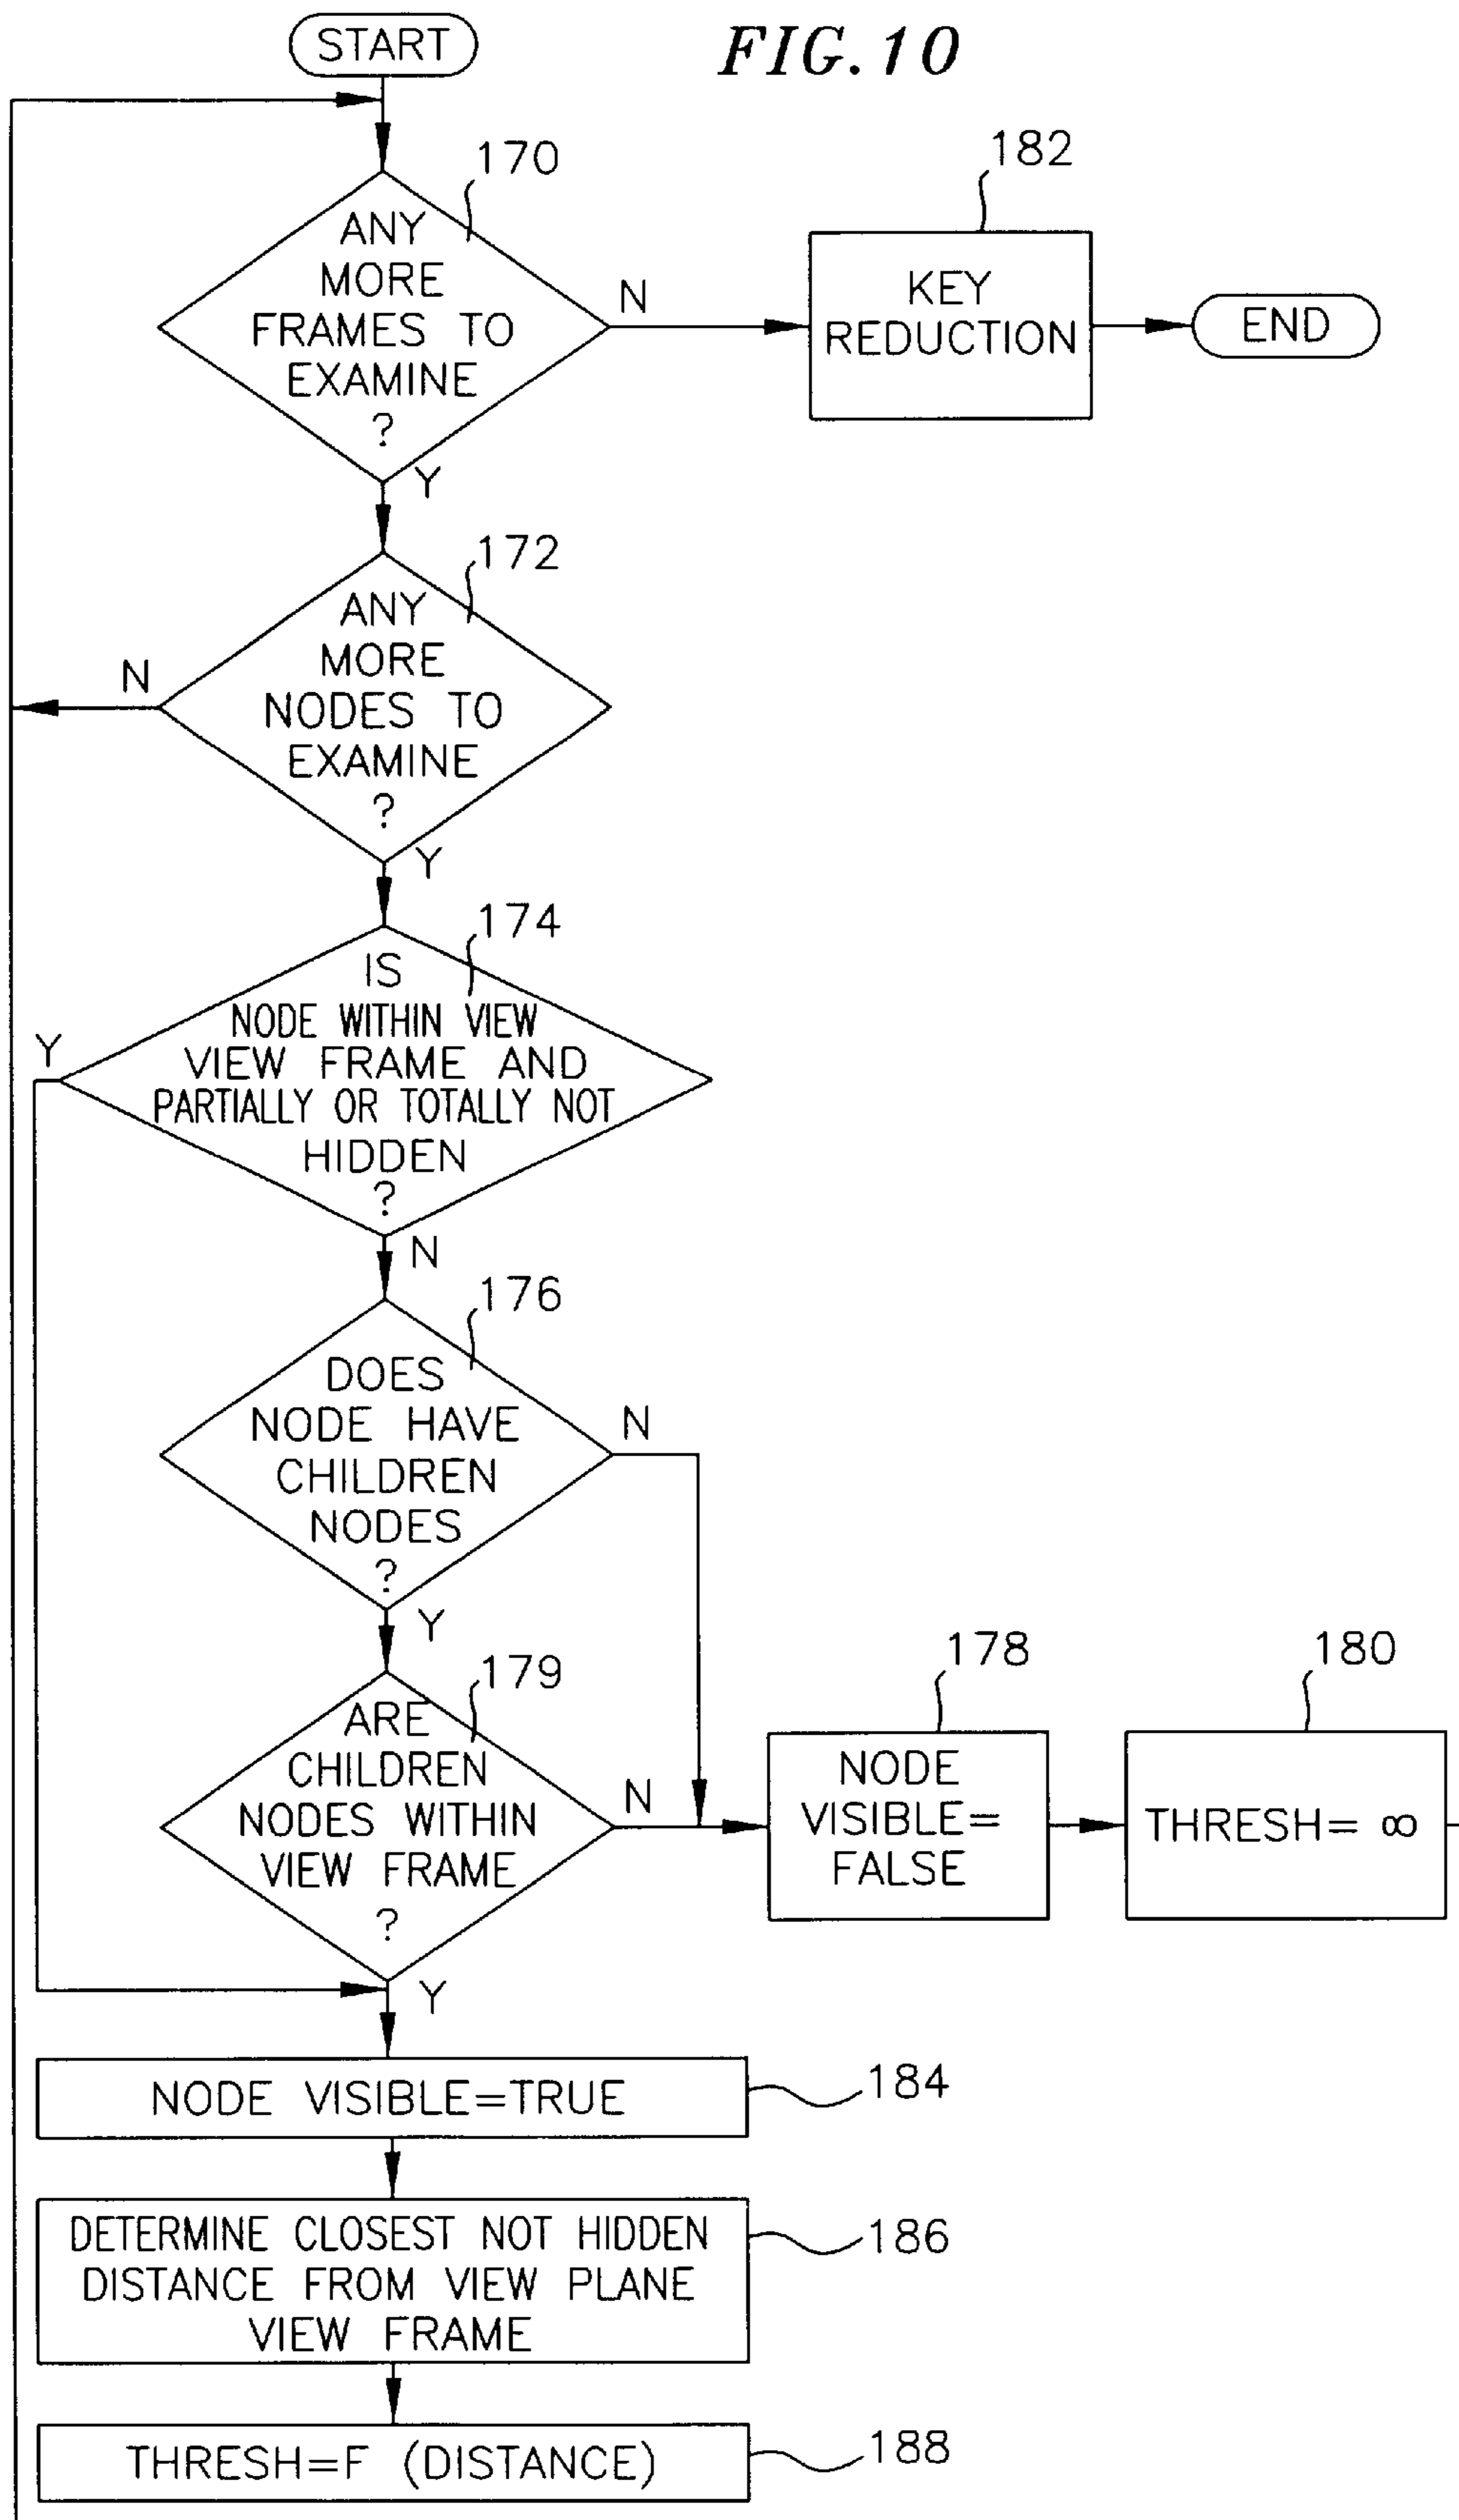 START
FIG. 10
170
182
ANY
MORE
FRAMES TO
EXAMINE
?
N
KEY
REDUCTION
END
Y
172
ANY
MORE
NODES TO
EXAMINE
?
N
Y
174
IS
NODE WITHIN VIEW
VIEW FRAME AND
PARTIALLY OR TOTALLY NOT
HIDDEN
?
Y
N
176
DOES
NODE HAVE
CHILDREN
NODES
?
N
Y
179
ARE
CHILDREN
NODES WITHIN
VIEW FRAME
?
N
178
NODE
VISIBLE=
FALSE
180
THRESH= ∞
Y
NODE VISIBLE=TRUE
184
DETERMINE CLOSEST NOT HIDDEN
DISTANCE FROM VIEW PLANE
VIEW FRAME
186
THRESH=F (DISTANCE)
188